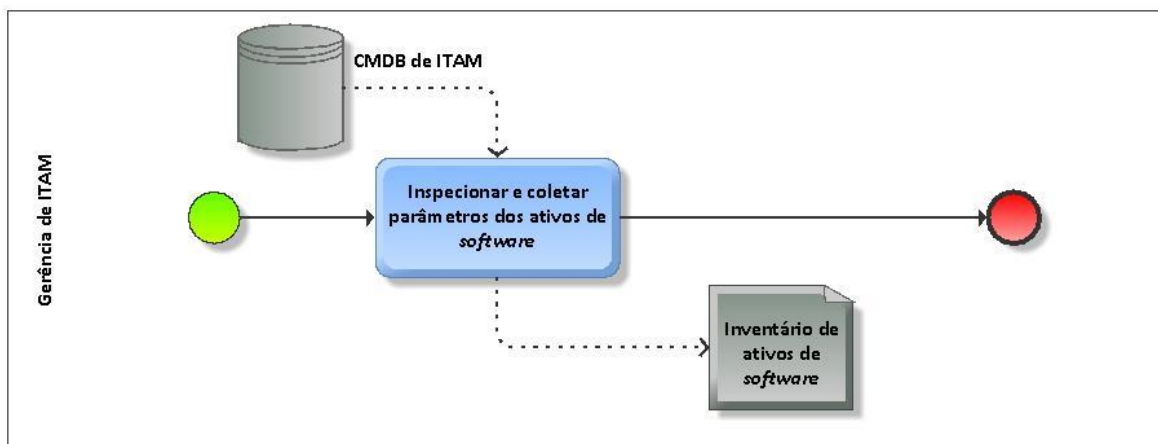 Gerência de ITAM
CMDB de ITAM
Inspecionar e coletar
parâmetros dos ativos de
software
Inventário de
ativos de
software